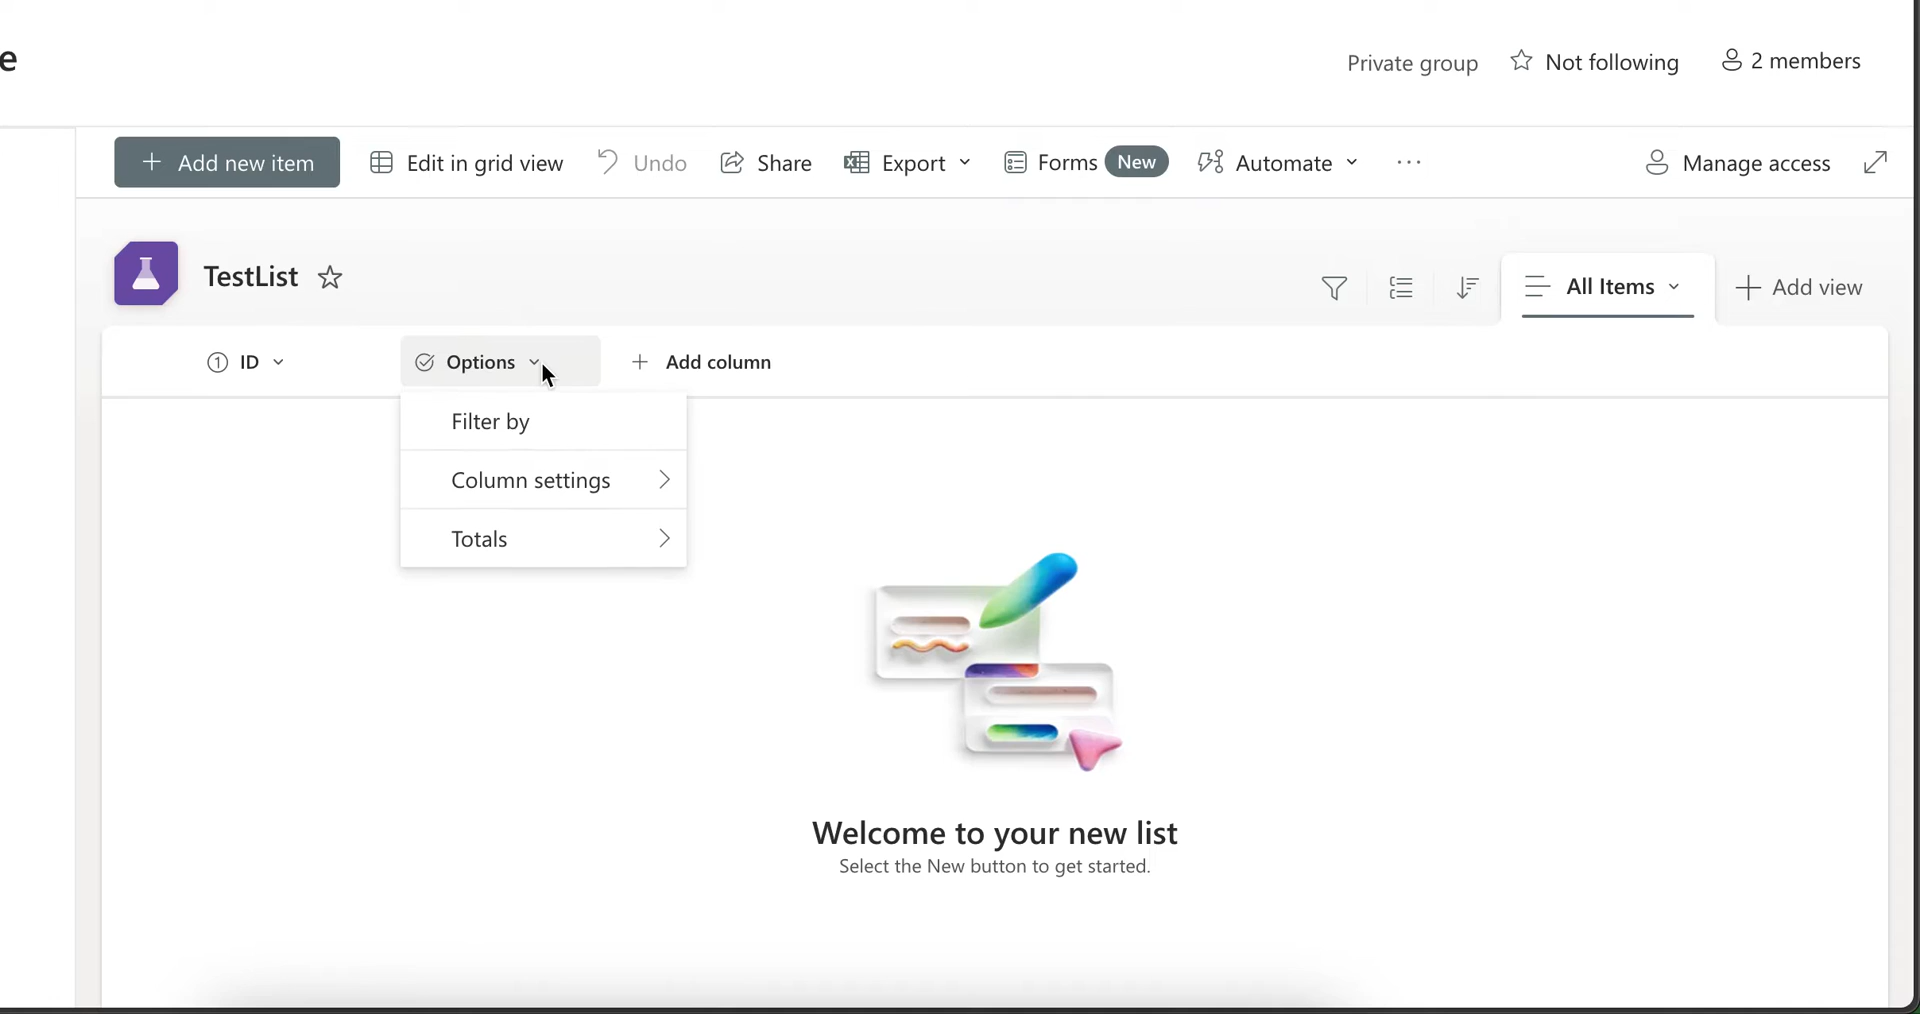 e
Private group
Not following
2 members
Add new item
Edit in grid view
Undo
Share
Export
Forms
New
Automate
Manage access
TestList
All Items
Add view
ID
Options
Add column
Filter by
Column settings
Totals
Welcome to your new list
Select the New button to get started.